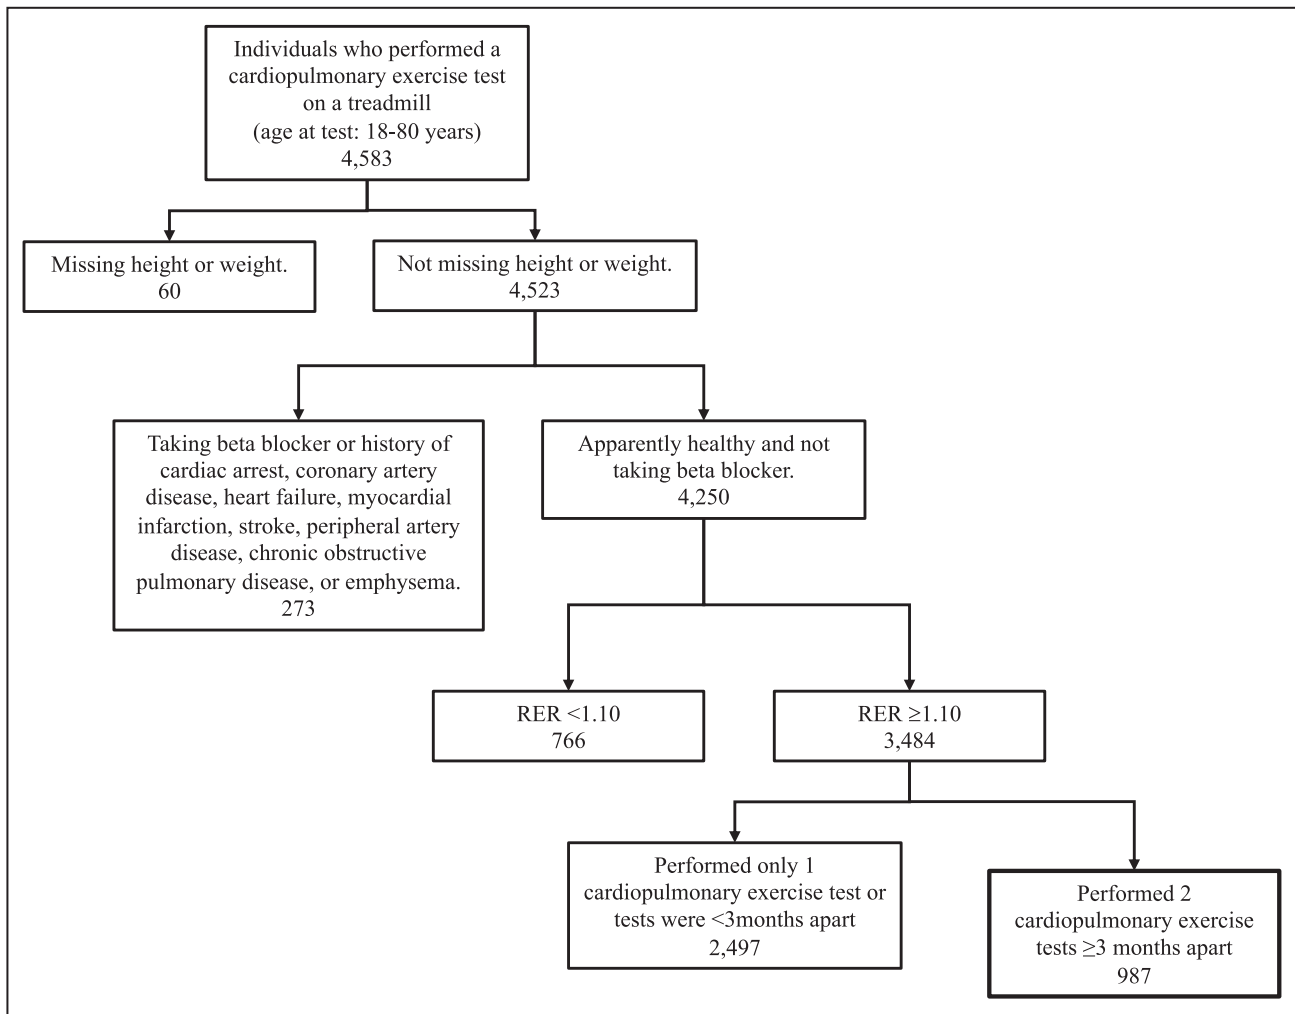 Individuals who performed a
cardiopulmonary exercise test
on a treadmill
(age at test: 18-80 years)
4,583
Missing height or weight.
60
Not missing height or weight.
4,523
Taking beta blocker or history of
cardiac arrest, coronary artery
disease, heart failure, myocardial
infarction, stroke, peripheral artery
disease, chronic obstructive
pulmonary disease, or emphysema.
273
Apparently healthy and not
taking beta blocker.
4,250
RER <1.10
766
RER ≥1.10
3,484
Performed only 1
cardiopulmonary exercise test or
tests were <3months apart
2,497
Performed 2
cardiopulmonary exercise
tests ≥3 months apart
987